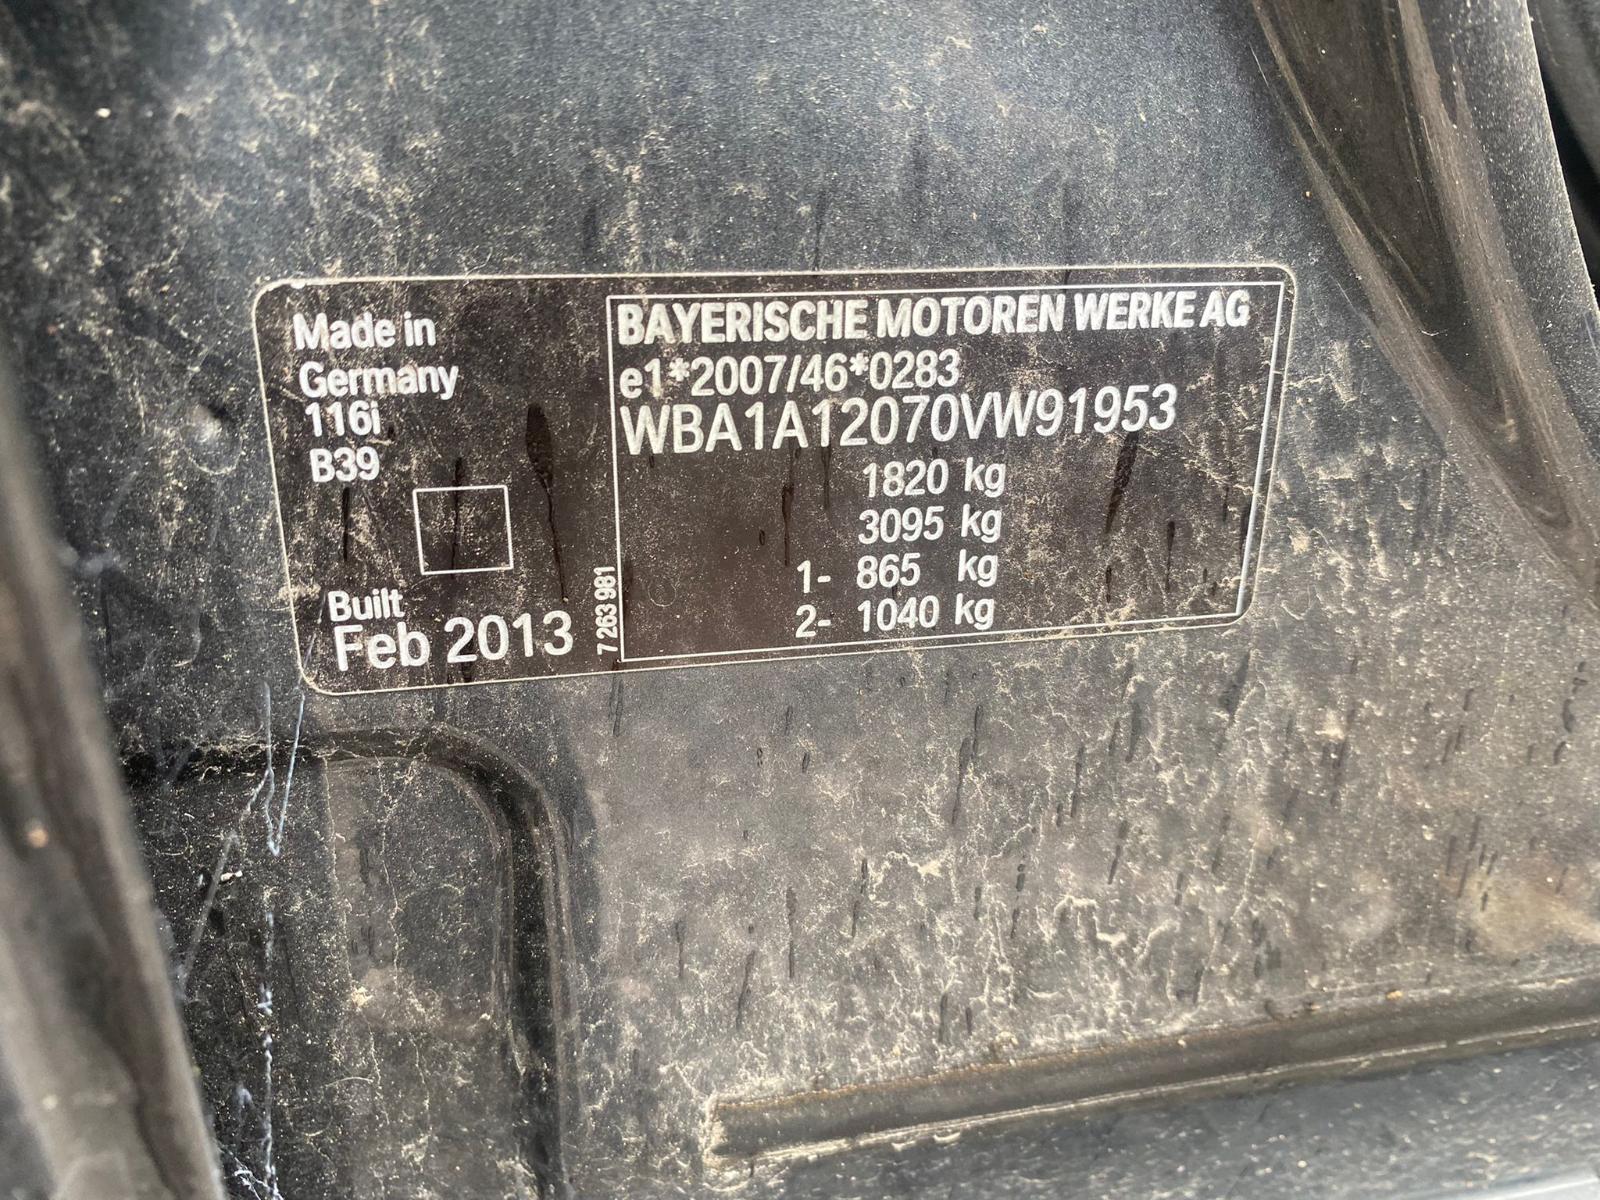 Made in
Germany
116i
B39
Built
Feb 2013
7 263 981
BAYERISCHE MOTOREN WERKE AG
e1*2007/46*0283
WBA1A12070VW91953
1820 kg
3095 kg
1- 865 kg
2- 1040 kg